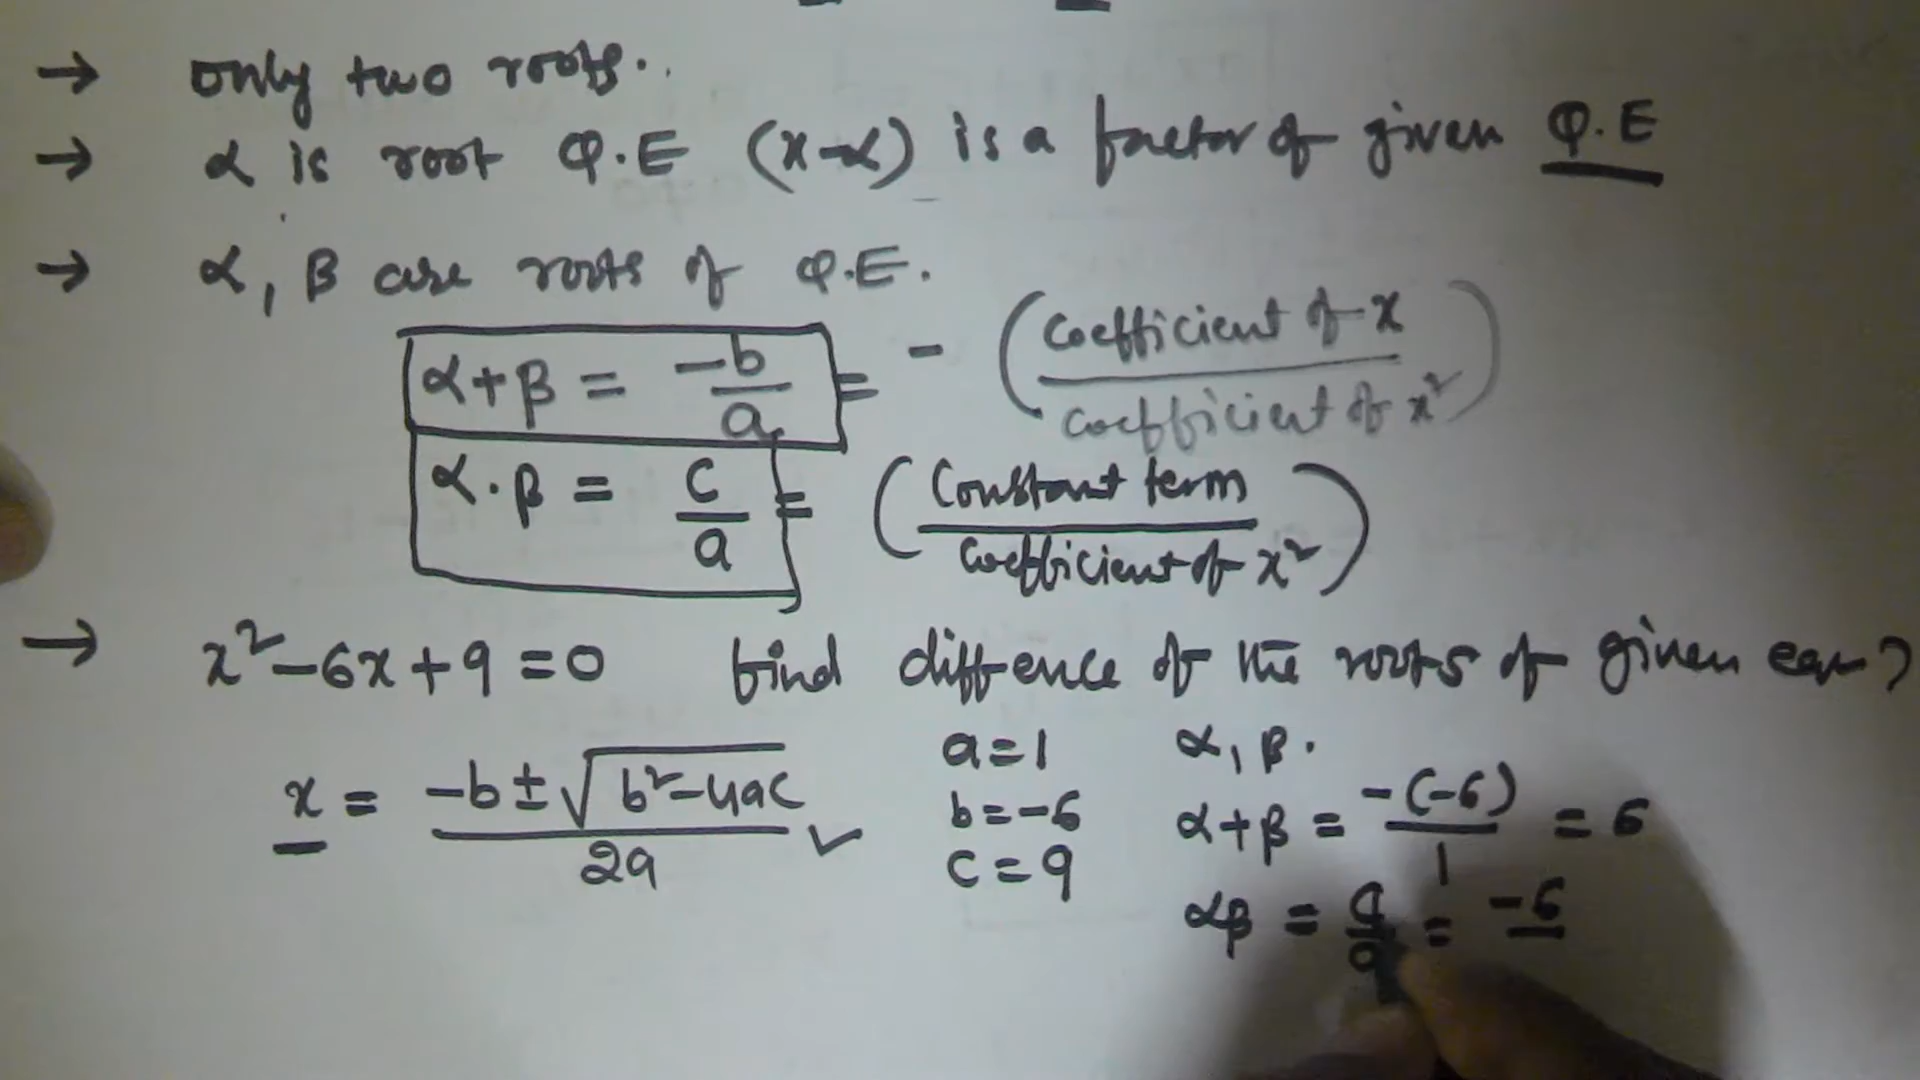 → only two roots.
→ α is root Q.E (x-α) is a factor of given Q.E
→ α, β are roots of Q.E.
α+β = -b/a = - (coefficient of x / coefficient of x²)
α.β = c/a = (Constant term / coefficient of x²)
→ x²-6x+9=0 find diffence of the roots of given eqn?
x = -b±√b²-4ac / 2a ✓
a=1
b=-6
c=9
α, β.
α+β = -(-6)/1 = 6
αβ = c/a = -6